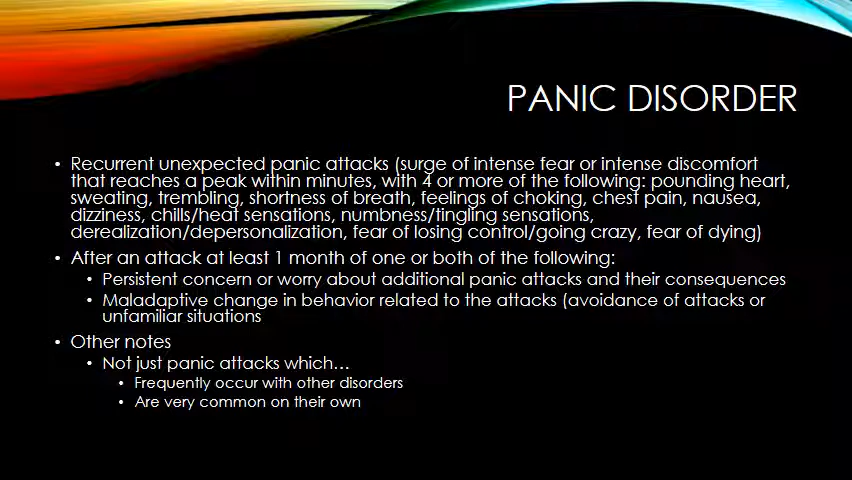 PANIC DISORDER
• Recurrent unexpected panic attacks (surge of intense fear or intense discomfort
that reaches a peak within minutes, with 4 or more of the following: pounding heart,
sweating, trembling, shortness of breath, feelings of choking, chest pain, nausea,
dizziness, chills/heat sensations, numbness/tingling sensations,
derealization/depersonalization, fear of losing control/going crazy, fear of dying)
• After an attack at least 1 month of one or both of the following:
• Persistent concern or worry about additional panic attacks and their consequences
• Maladaptive change in behavior related to the attacks (avoidance of attacks or
unfamiliar situations
• Other notes
• Not just panic attacks which…
• Frequently occur with other disorders
• Are very common on their own